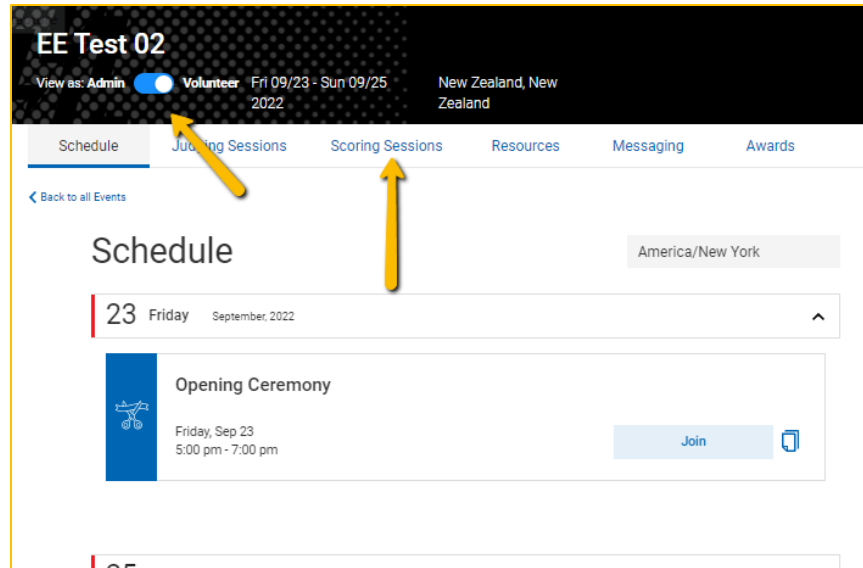 EE Test 02
View as: Admin Volunteer Fri 09/23 - Sun 09/25 New Zealand, New
2022 Zealand
Schedule Judging Sessions Scoring Sessions Resources Messaging Awards
Back to all Events
Schedule America/New York
23 Friday September, 2022
Opening Ceremony
Friday, Sep 23
5:00 pm - 7:00 pm Join